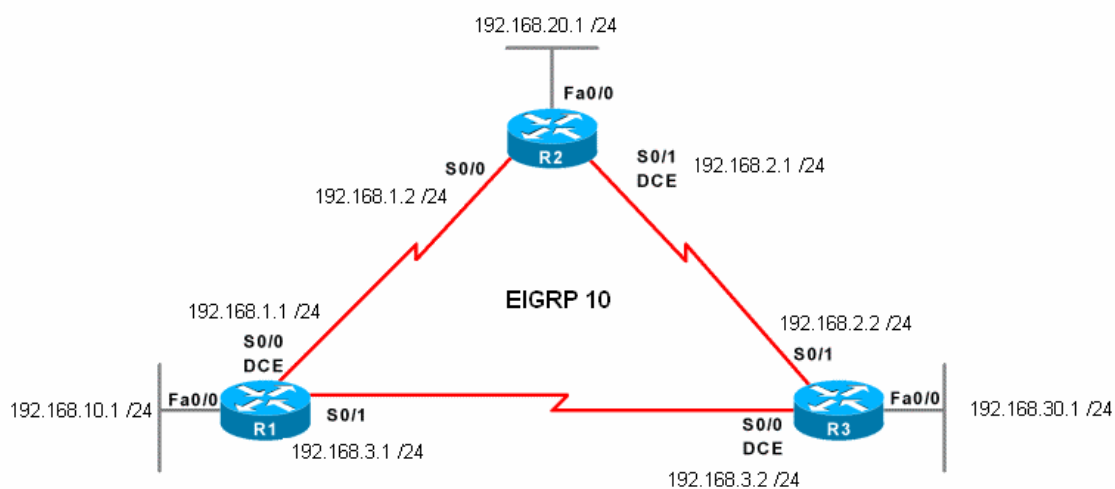 192.168.20.1 /24
Fa0/0
R2
S0/0
S0/1
DCE
192.168.2.1 /24
192.168.1.2 /24
EIGRP 10
192.168.1.1 /24
S0/0
DCE
192.168.2.2 /24
S0/1
192.168.10.1 /24
Fa0/0
R1
S0/1
192.168.3.1 /24
S0/0
DCE
R3
Fa0/0
192.168.30.1 /24
192.168.3.2 /24